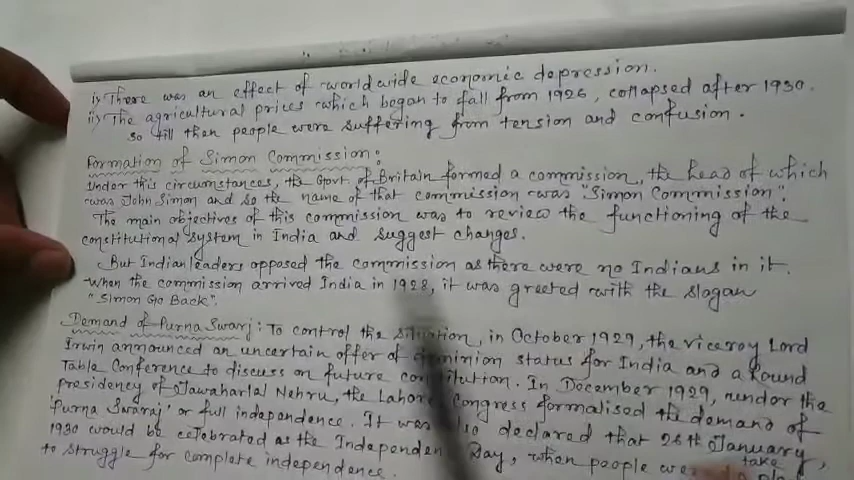 i) There was an effect of worldwide economic depression.
ii) The agricultural prices which began to fall from 1926, collapsed after 1930.
so till then people were suffering from tension and confusion.
Formation of Simon Commission:
Under this circumstances, the Govt. of Britain formed a commission, the head of which
was John Simon and so the name of that commission was "Simon Commission".
The main objectives of this commission was to review the functioning of the
constitutional system in India and suggest changes.
But Indian leaders opposed the commission as there were no Indians in it.
When the commission arrived India in 1928, it was greeted with the slogan
"Simon Go Back".
Demand of Purna Swarj: To control the situation, in October 1929, the viceroy Lord
Irwin announced an uncertain offer of dominion status for India and a Round
Table Conference to discuss on future constitution. In December 1929, under the
presidency of Jawaharlal Nehru, the Lahore Congress formalised the demand of
'Purna Swaraj' or full independence. It was also declared that 26th January,
1930 would be celebrated as the Independen Day, when people were to take
to struggle for complete independence.